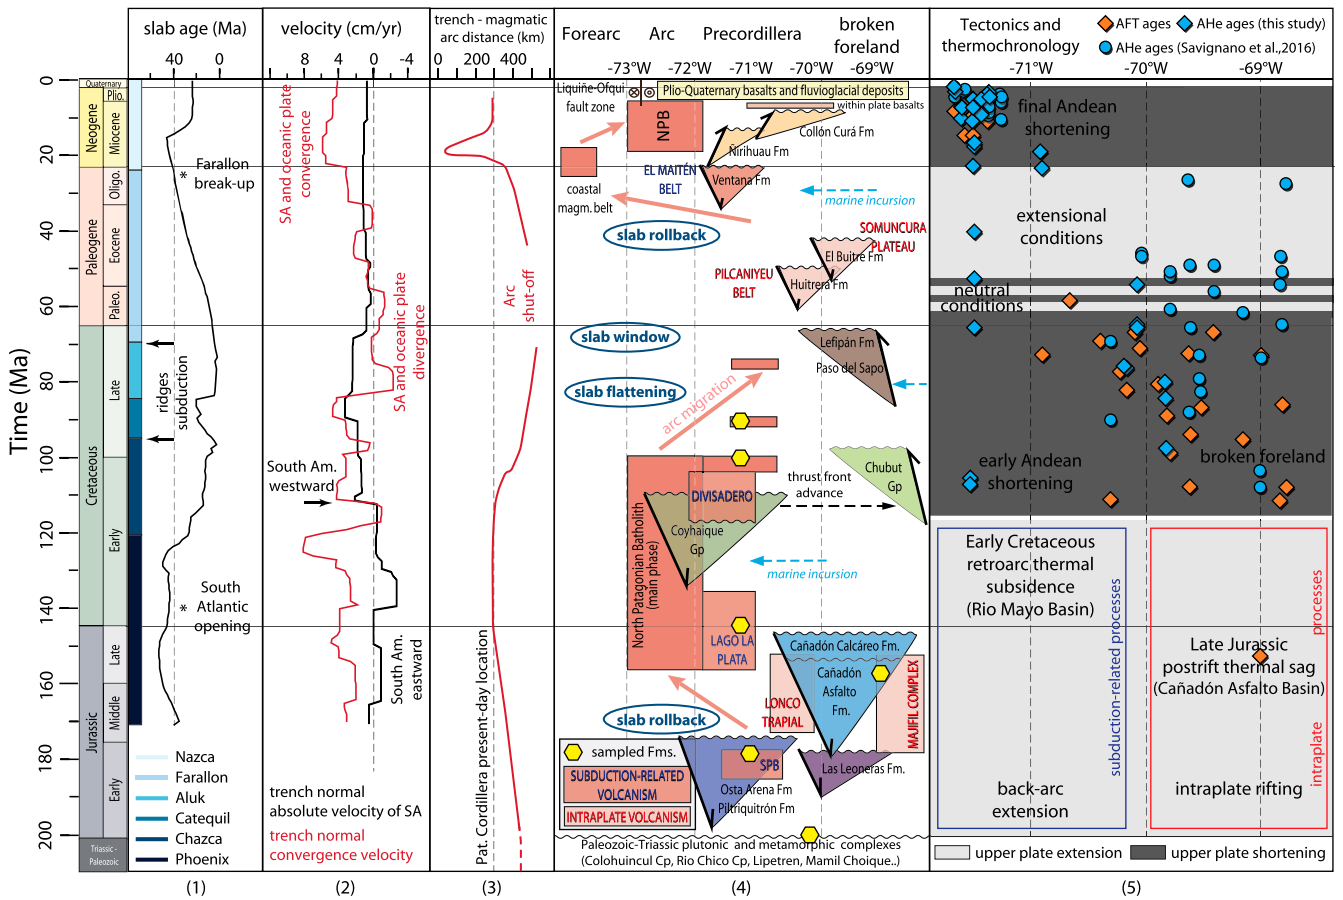 slab age (Ma)
40
0
velocity (cm/yr)
8
4
0
-4
trench - magmatic
arc distance (km)
0
200
400
600
Forearc
Arc
Precordillera
broken
foreland
-73°W
-72°W
-71°W
-70°W
-69°W
Tectonics and
thermochronology
AFT ages
AHe ages (this study)
AHe ages (Savignano et al.,2016)
-71°W
-70°W
-69°W
Time (Ma)
0
20
40
60
80
100
120
140
160
180
200
Quaternary
Neogene
Plio.
Miocene
Paleogene
Oligo.
Eocene
Paleo.
Cretaceous
Late
Early
Jurassic
Late
Middle
Early
Triassic -
Paleozoic
Farallon
break-up
*
ridges
subduction
South
Atlantic
opening
*
Nazca
Farallon
Aluk
Catequil
Chazca
Phoenix
SA and oceanic plate
convergence
SA and oceanic plate
divergence
South Am.
westward
South Am.
eastward
trench normal
absolute velocity of SA
trench normal
convergence velocity
Arc
shut-off
Pat. Cordillera present-day location
Liquiñe-Ofqui
fault zone
Plio-Quaternary basalts and fluvioglacial deposits
within plate basalts
NPB
Collón Curá Fm
Ñirihuau Fm
EL MAITÉN
BELT
Ventana Fm
coastal
magm. belt
marine incursion
slab rollback
SOMUNCURA
PLATEAU
El Buitre Fm
PILCANIYEU
BELT
Huitrera Fm
slab window
Lefipán Fm
Paso del Sapo
slab flattening
arc migration
Chubut
Gp
thrust front
advance
DIVISADERO
Coyhaique
Gp
North Patagonian Batholith
(main phase)
marine incursion
LAGO LA
PLATA
Cañadón Calcáreo Fm.
Cañadón
Asfalto
Fm.
LONCO
TRAPIAL
MAJIFIL COMPLEX
slab rollback
sampled Fms.
SUBDUCTION-RELATED
VOLCANISM
INTRAPLATE VOLCANISM
SPB
Osta Arena Fm
Piltriquitrón Fm
Las Leoneras Fm.
Paleozoic-Triassic plutonic and metamorphic complexes
(Colohuincul Cp, Rio Chico Cp, Lipetren, Mamil Choique..)
final Andean
shortening
extensional
conditions
neutral
conditions
early Andean
shortening
broken foreland
Early Cretaceous
retroarc thermal
subsidence
(Rio Mayo Basin)
back-arc
extension
subduction-related processes
Late Jurassic
postrift thermal sag
(Cañadón Asfalto Basin)
intraplate rifting
intraplate
processes
upper plate extension
upper plate shortening
(1)
(2)
(3)
(4)
(5)